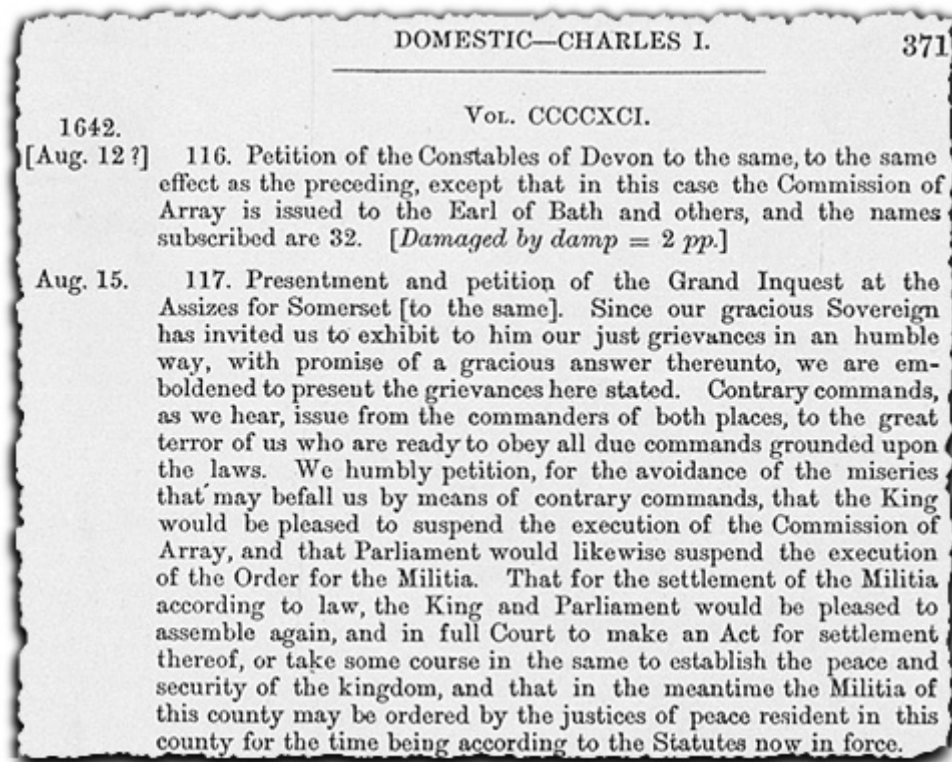 DOMESTIC—CHARLES I. 371
VOL. CCCCXCI.
1642.
[Aug. 12?] 116. Petition of the Constables of Devon to the same, to the same
effect as the preceding, except that in this case the Commission of
Array is issued to the Earl of Bath and others, and the names
subscribed are 32. [Damaged by damp = 2 pp.]
Aug. 15. 117. Presentment and petition of the Grand Inquest at the
Assizes for Somerset [to the same]. Since our gracious Sovereign
has invited us to exhibit to him our just grievances in an humble
way, with promise of a gracious answer thereunto, we are em-
boldened to present the grievances here stated. Contrary commands,
as we hear, issue from the commanders of both places, to the great
terror of us who are ready to obey all due commands grounded upon
the laws. We humbly petition, for the avoidance of the miseries
that may befall us by means of contrary commands, that the King
would be pleased to suspend the execution of the Commission of
Array, and that Parliament would likewise suspend the execution
of the Order for the Militia. That for the settlement of the Militia
according to law, the King and Parliament would be pleased to
assemble again, and in full Court to make an Act for settlement
thereof, or take some course in the same to establish the peace and
security of the kingdom, and that in the meantime the Militia of
this county may be ordered by the justices of peace resident in this
county for the time being according to the Statutes now in force.